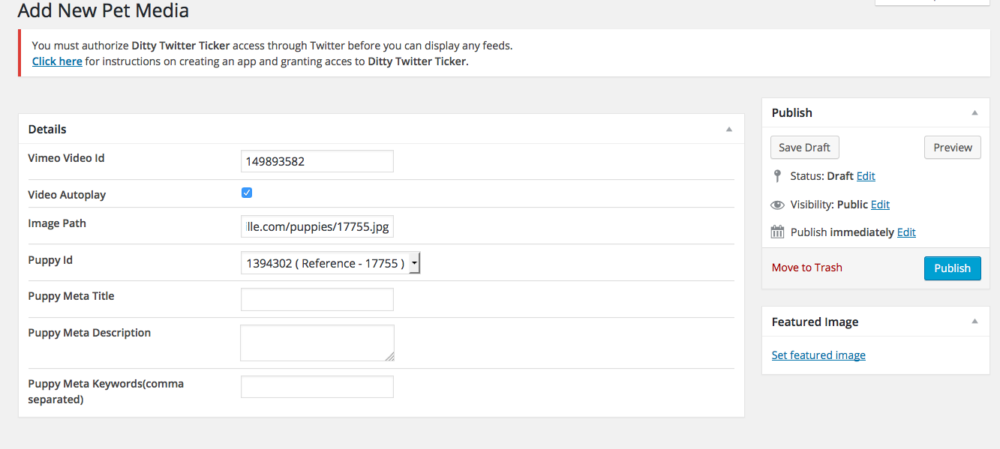 Add New Pet Media
You must authorize Ditty Twitter Ticker access through Twitter before you can display any feeds.
Click here for instructions on creating an app and granting acces to Ditty Twitter Ticker.
Details
Vimeo Video Id
149893582
Video Autoplay
Image Path
lle.com/puppies/17755.jpg
Puppy Id
1394302 ( Reference - 17755 )
Puppy Meta Title
Puppy Meta Description
Puppy Meta Keywords(comma
separated)
Publish
Save Draft
Preview
Status: Draft Edit
Visibility: Public Edit
Publish immediately Edit
Move to Trash
Publish
Featured Image
Set featured image